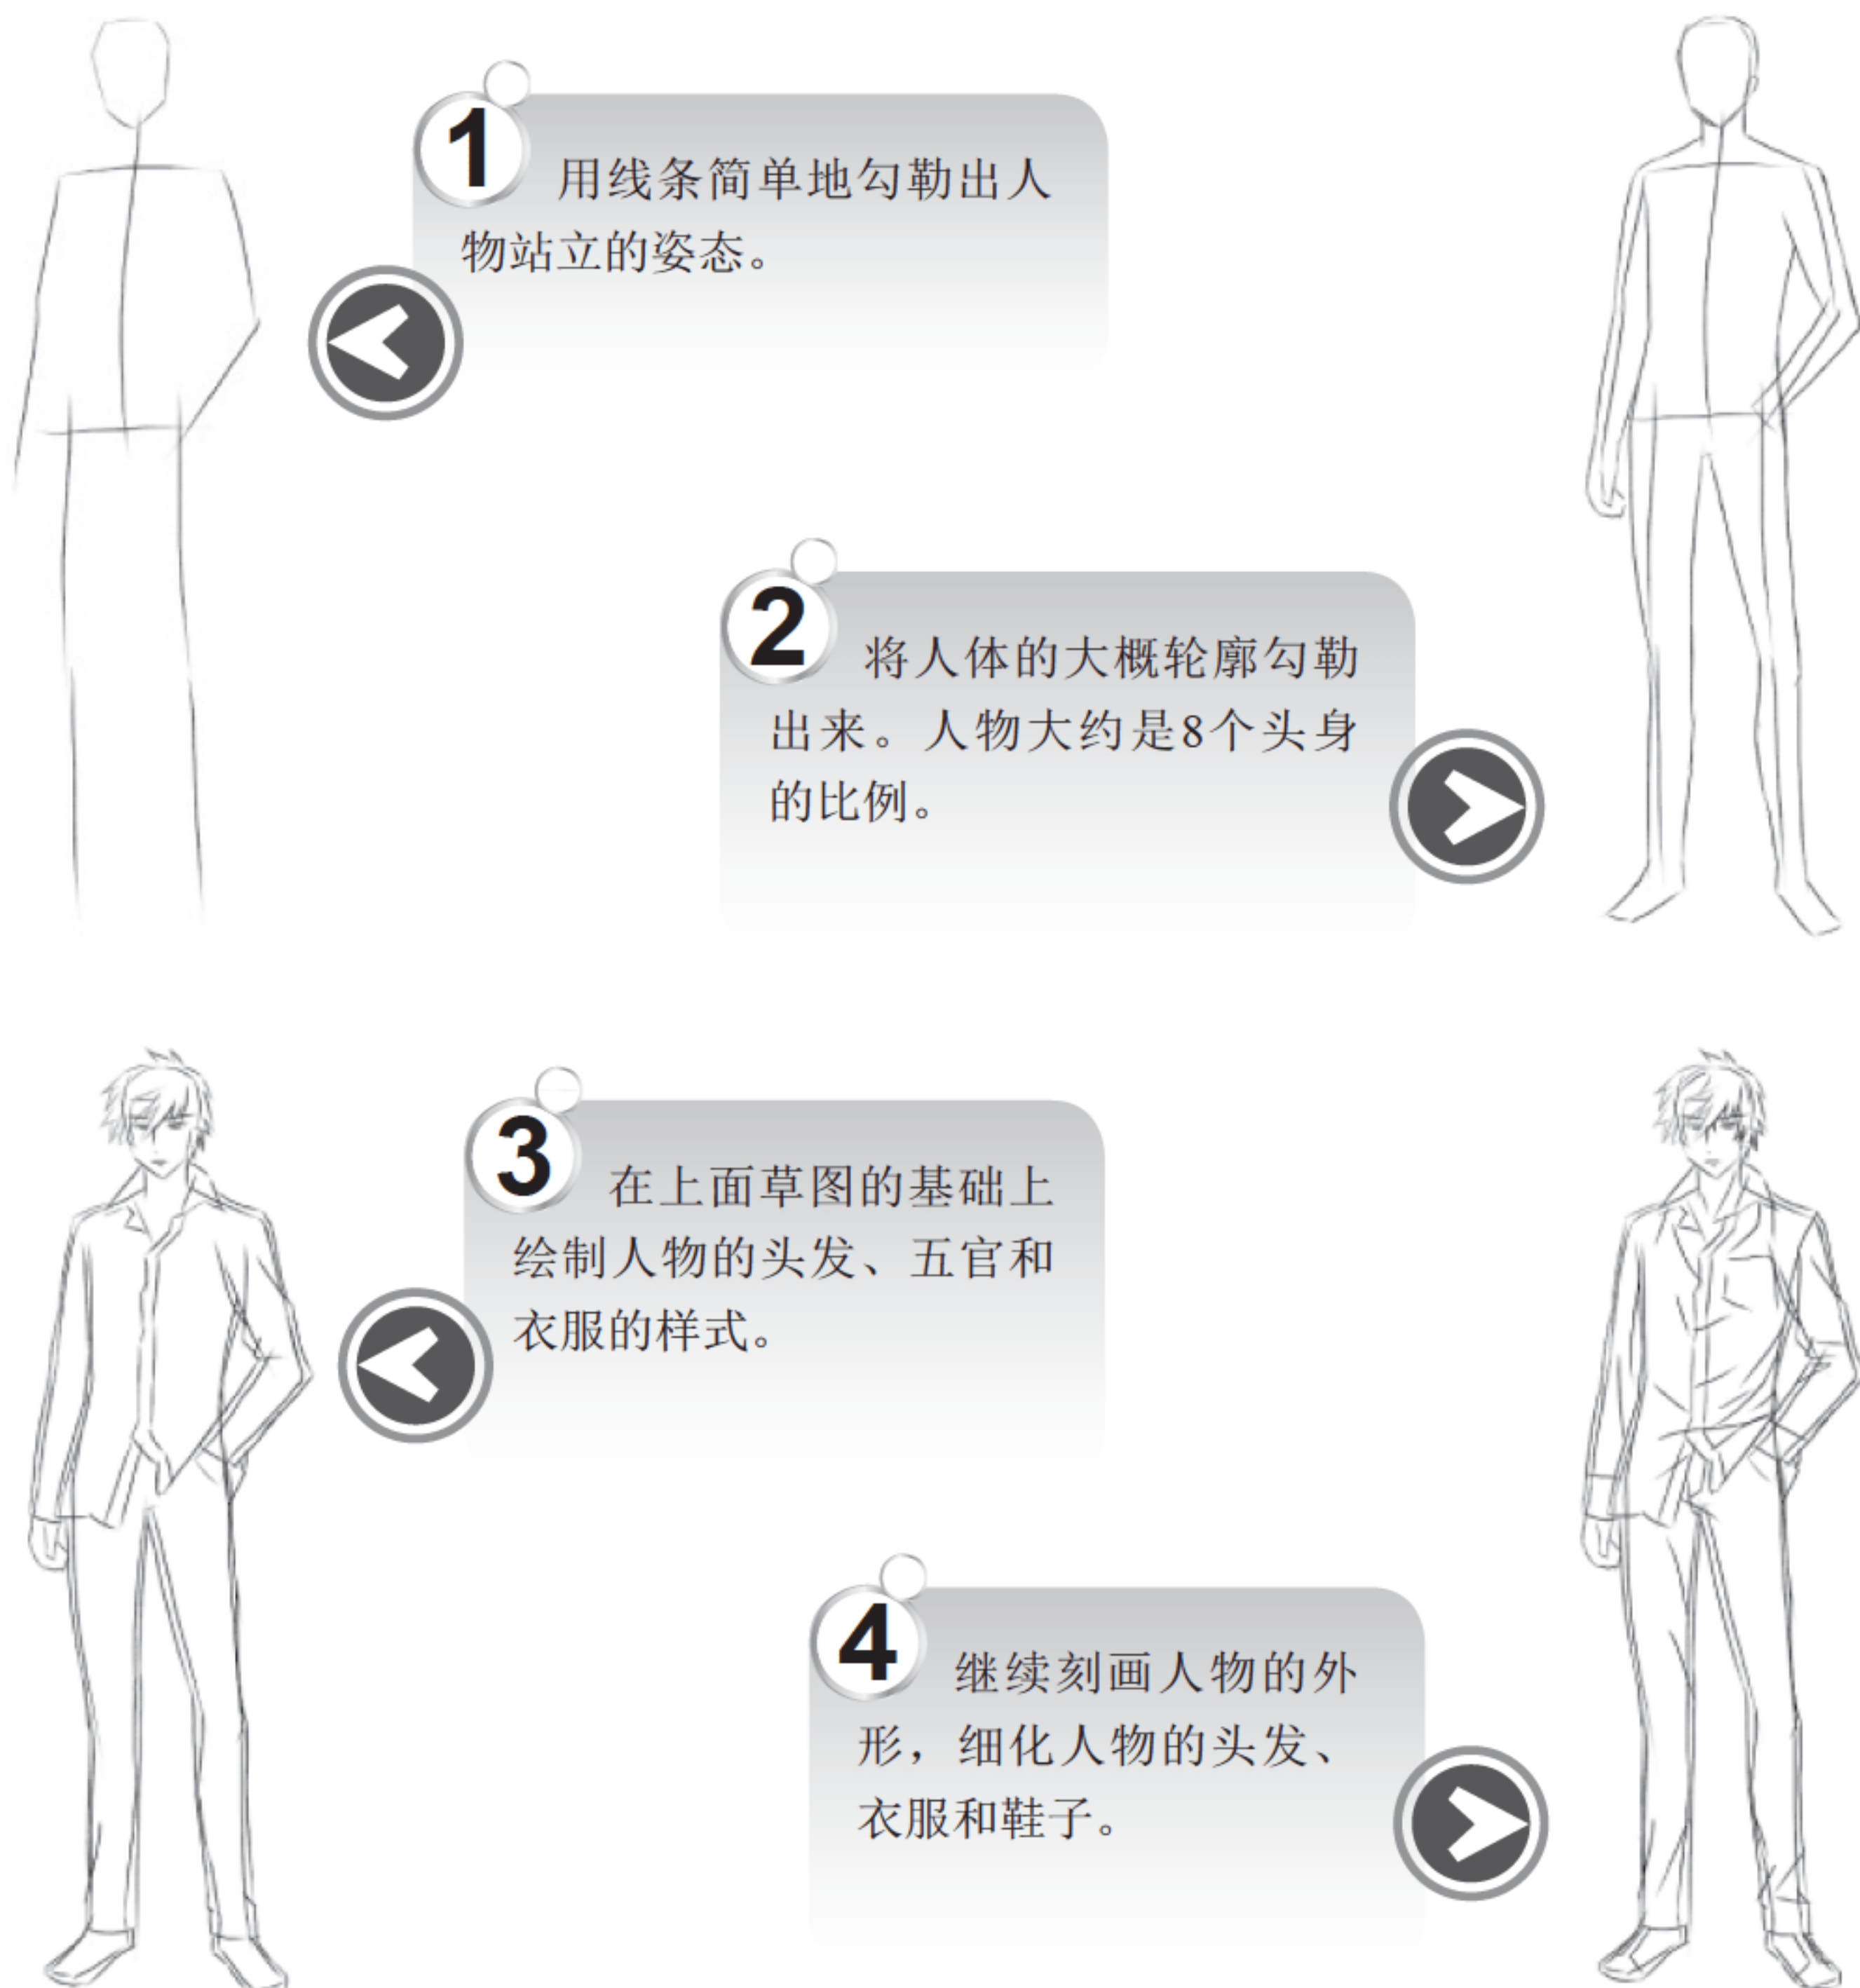 1
用线条简单地勾勒出人
物站立的姿态。
2
将人体的大概轮廓勾勒
出来。人物大约是8个头身
的比例。
3
在上面草图的基础上
绘制人物的头发、五官和
衣服的样式。
4
继续刻画人物的外
形，细化人物的头发、
衣服和鞋子。